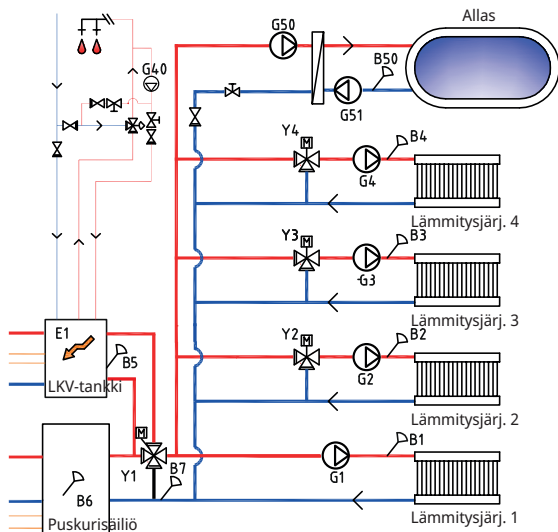 Allas
G50
B50
G40
G51
Y4
M
B4
G4
Lämmitysjärj. 4
Y3
M
B3
G3
Lämmitysjärj. 3
E1
Y2
M
B2
B5
G2
LKV-tankki
Lämmitysjärj. 2
M
B1
Y1
B7
G1
B6
Puskurisäiliö
Lämmitysjärj. 1